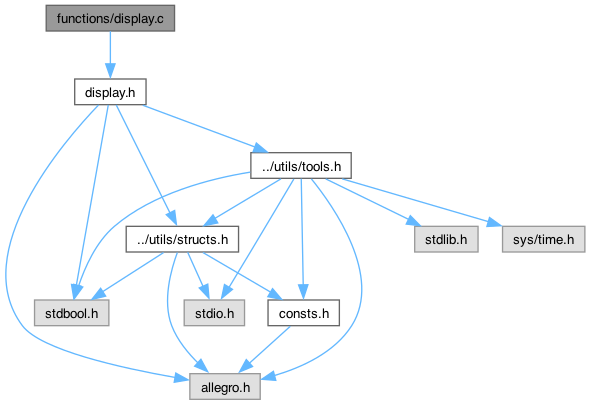 functions/display.c
display.h
../utils/tools.h
../utils/structs.h
stdlib.h
sys/time.h
stdbool.h
stdio.h
consts.h
allegro.h